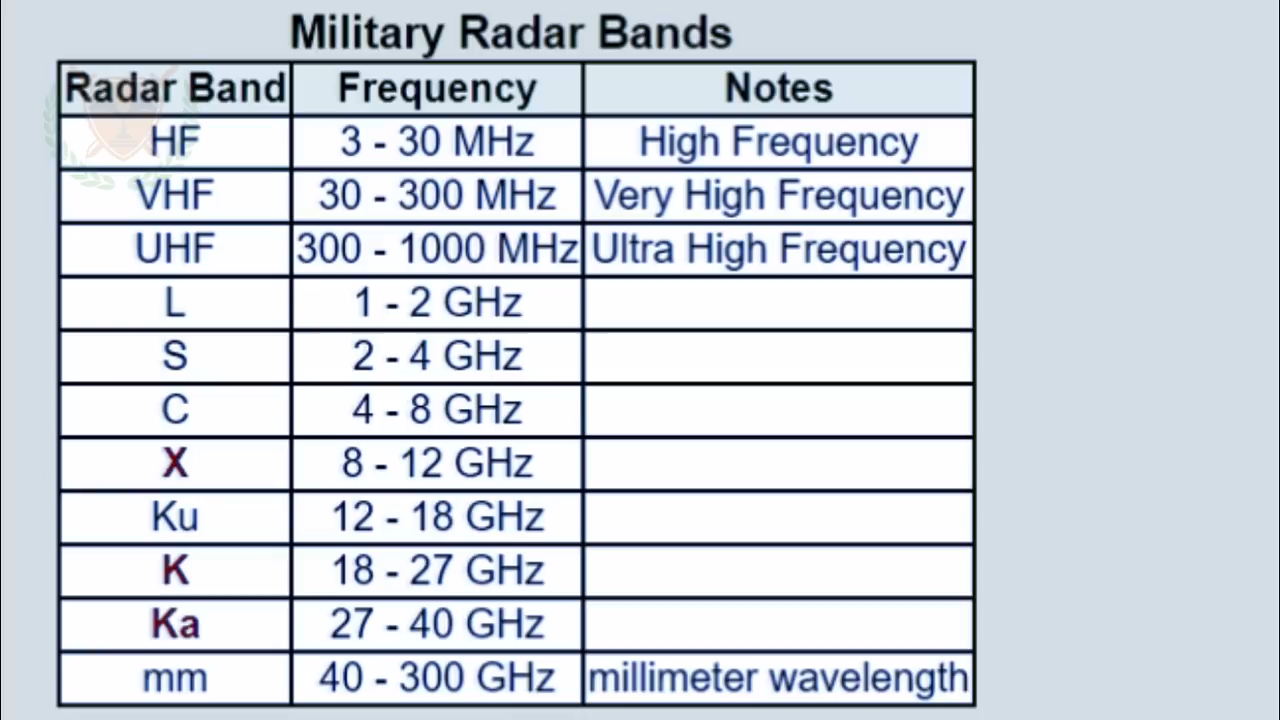 Military Radar Bands
Radar Band Frequency Notes
HF 3 - 30 MHz High Frequency
VHF 30 - 300 MHz Very High Frequency
UHF 300 - 1000 MHz Ultra High Frequency
L 1 - 2 GHz
S 2 - 4 GHz
C 4 - 8 GHz
X 8 - 12 GHz
Ku 12 - 18 GHz
K 18 - 27 GHz
Ka 27 - 40 GHz
mm 40 - 300 GHz millimeter wavelength